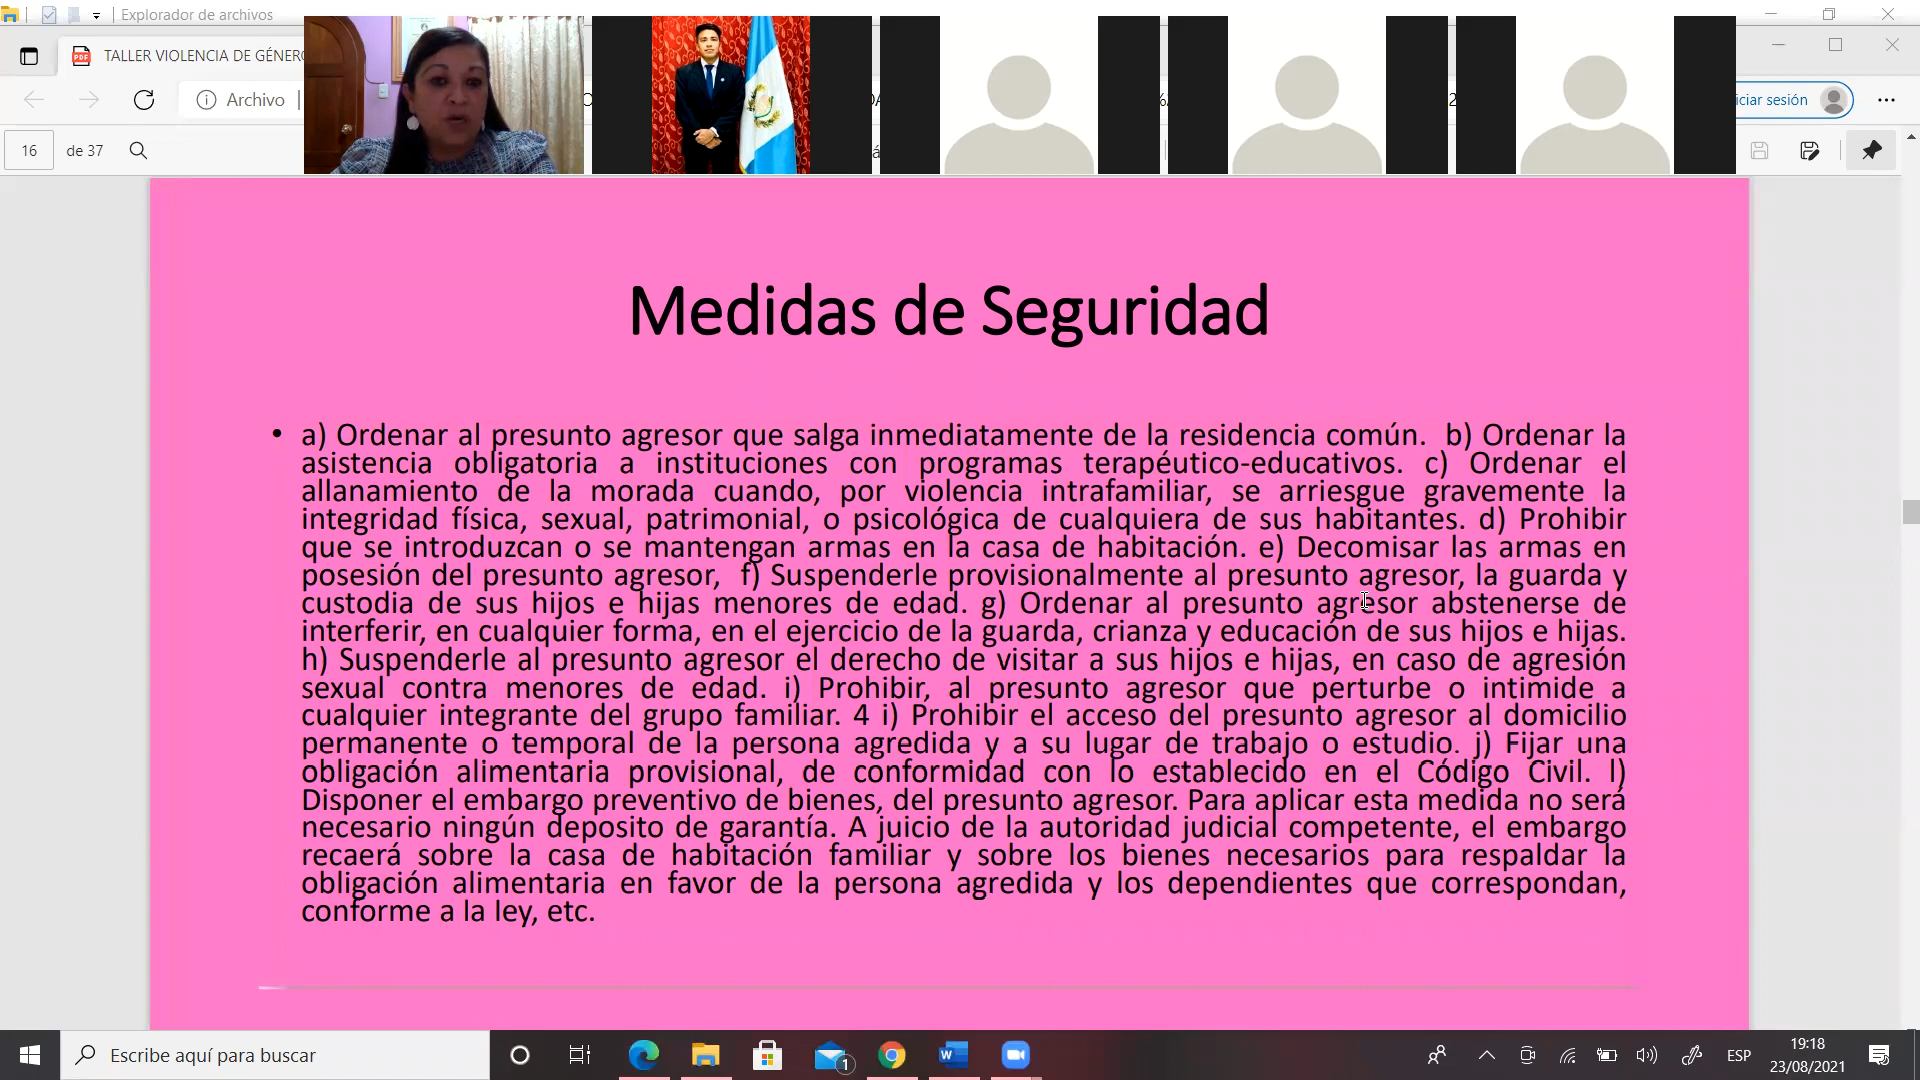 Explorador de archivos
TALLER VIOLENCIA DE GÉNERO
Archivo
iciar sesión
16 de 37
Medidas de Seguridad
• a) Ordenar al presunto agresor que salga inmediatamente de la residencia común. b) Ordenar la
asistencia obligatoria a instituciones con programas terapéutico-educativos. c) Ordenar el
allanamiento de la morada cuando, por violencia intrafamiliar, se arriesgue gravemente la
integridad física, sexual, patrimonial, o psicológica de cualquiera de sus habitantes. d) Prohibir
que se introduzcan o se mantengan armas en la casa de habitación. e) Decomisar las armas en
posesión del presunto agresor, f) Suspenderle provisionalmente al presunto agresor, la guarda y
custodia de sus hijos e hijas menores de edad. g) Ordenar al presunto agresor abstenerse de
interferir, en cualquier forma, en el ejercicio de la guarda, crianza y educación de sus hijos e hijas.
h) Suspenderle al presunto agresor el derecho de visitar a sus hijos e hijas, en caso de agresión
sexual contra menores de edad. i) Prohibir, al presunto agresor que perturbe o intimide a
cualquier integrante del grupo familiar. 4 i) Prohibir el acceso del presunto agresor al domicilio
permanente o temporal de la persona agredida y a su lugar de trabajo o estudio. j) Fijar una
obligación alimentaria provisional, de conformidad con lo establecido en el Código Civil. l)
Disponer el embargo preventivo de bienes, del presunto agresor. Para aplicar esta medida no será
necesario ningún deposito de garantía. A juicio de la autoridad judicial competente, el embargo
recaerá sobre la casa de habitación familiar y sobre los bienes necesarios para respaldar la
obligación alimentaria en favor de la persona agredida y los dependientes que correspondan,
conforme a la ley, etc.
Escribe aquí para buscar
1
ESP
19:18
23/08/2021